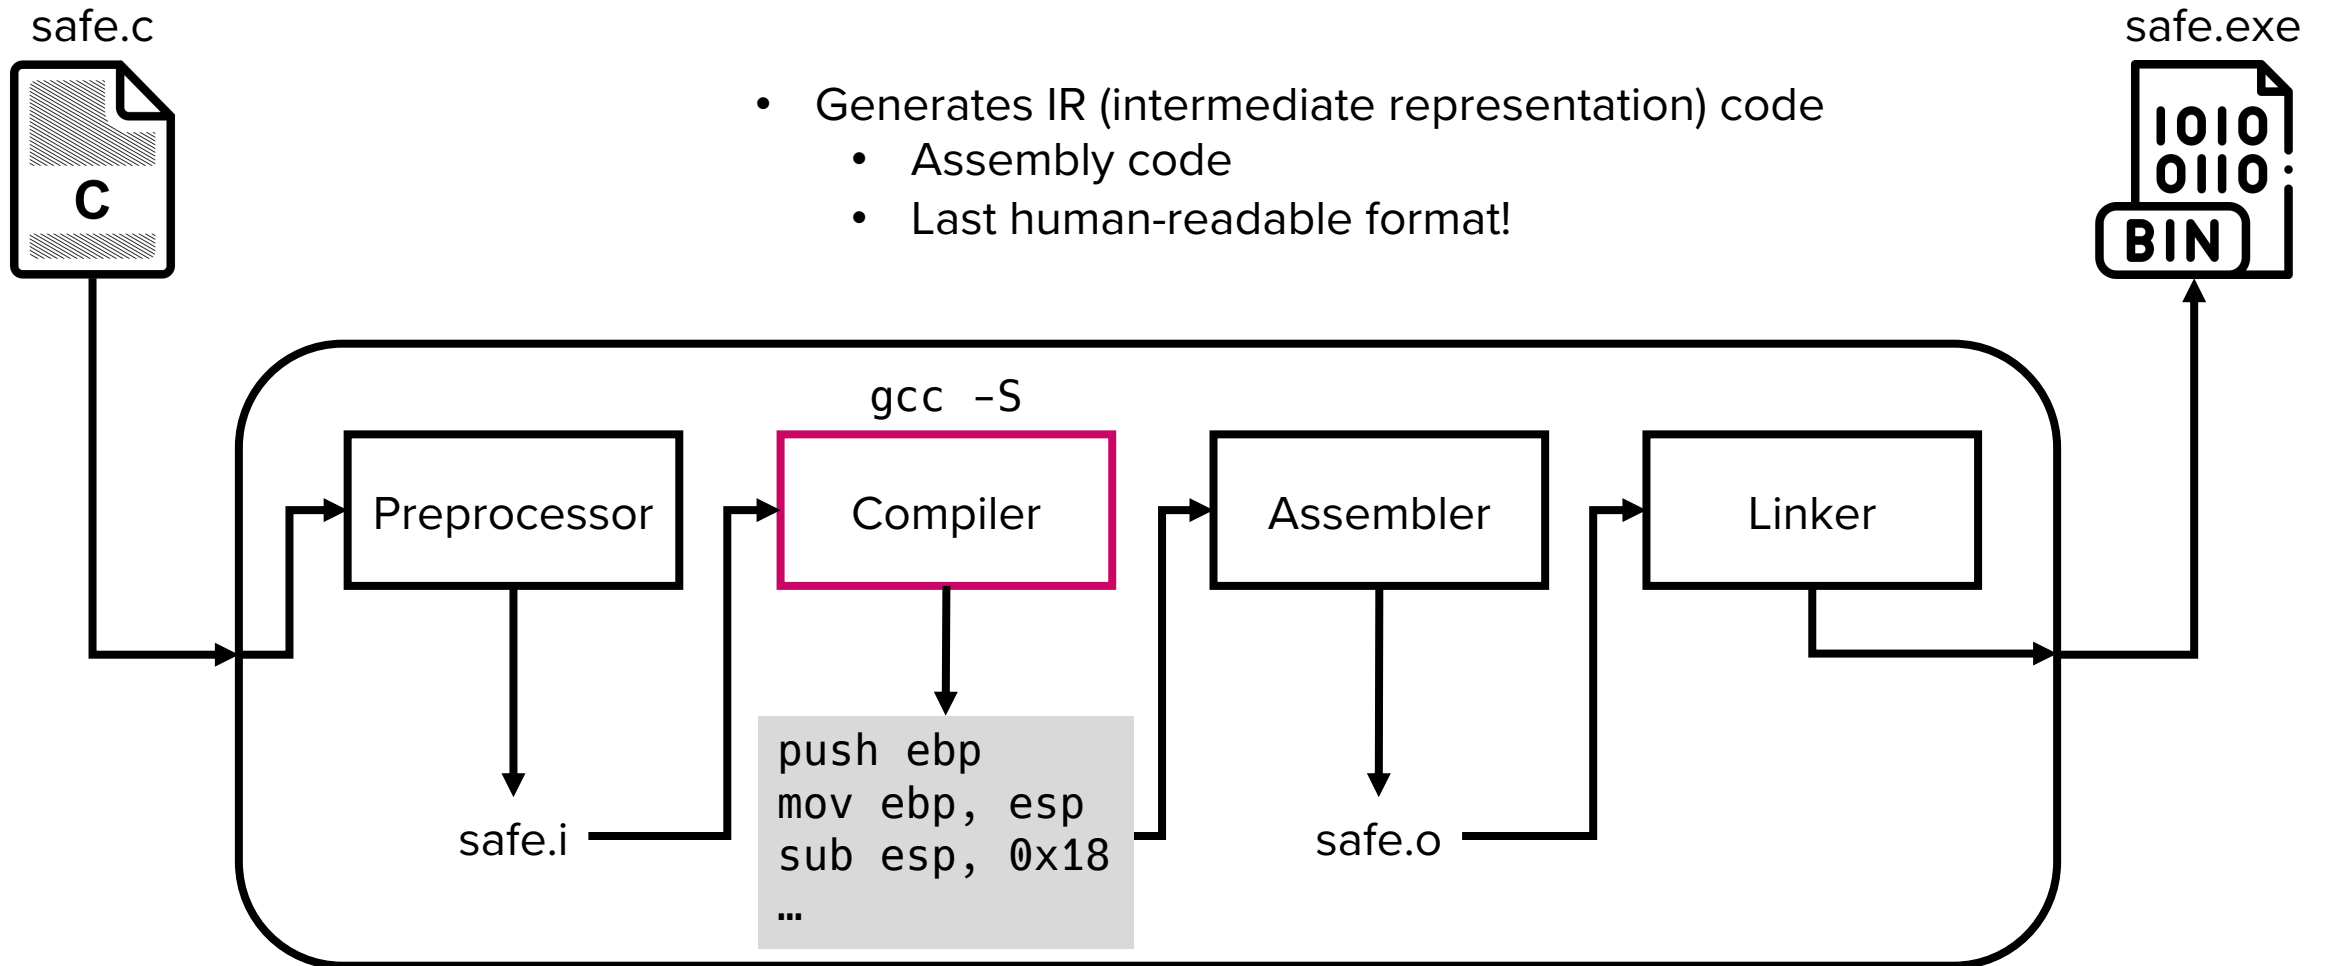 safe.c
safe.exe
• Generates IR (intermediate representation) code
• Assembly code
• Last human-readable format!
C
1010
0110
BIN
gcc -S
Preprocessor
Compiler
Assembler
Linker
safe.i
push ebp
mov ebp, esp
sub esp, 0x18
…
safe.o